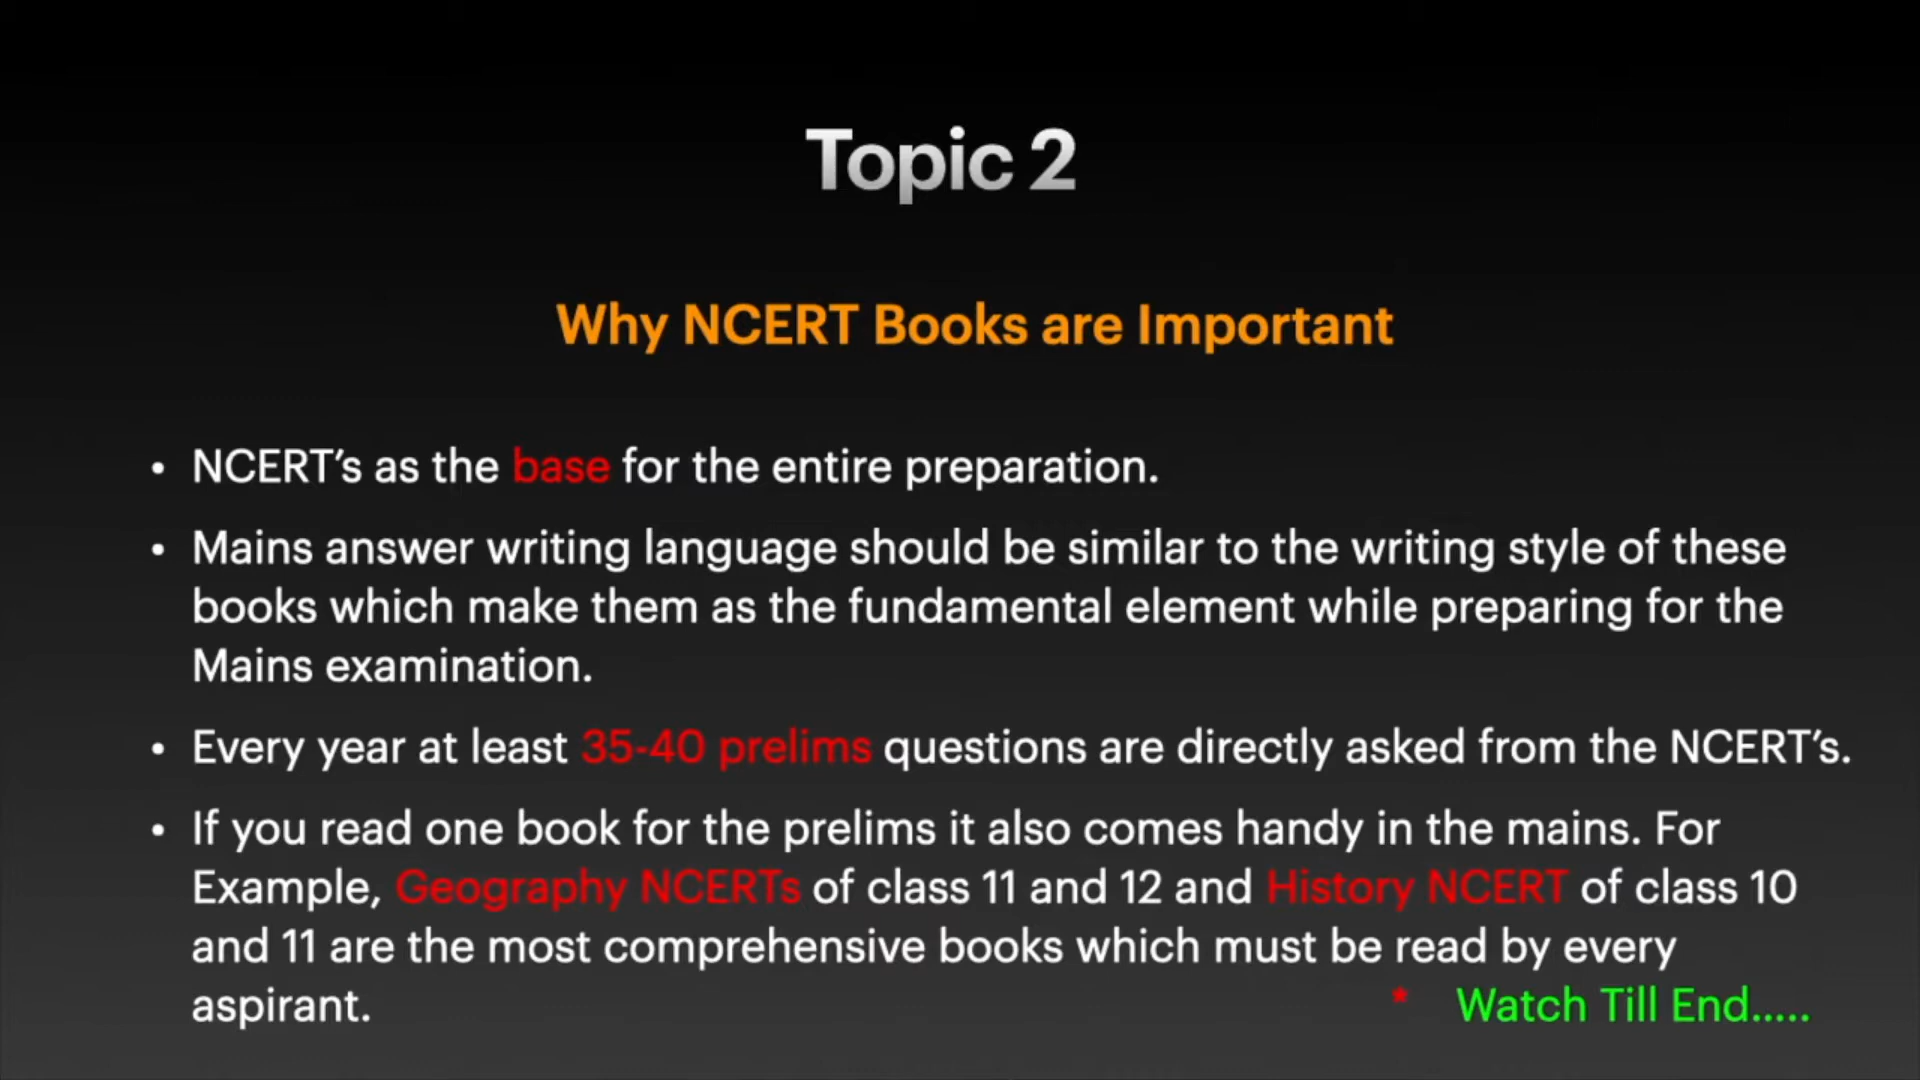 Topic 2
Why NCERT Books are Important
• NCERT's as the base for the entire preparation.
• Mains answer writing language should be similar to the writing style of these
books which make them as the fundamental element while preparing for the
Mains examination.
• Every year at least 35-40 prelims questions are directly asked from the NCERT's.
• If you read one book for the prelims it also comes handy in the mains. For
Example, Geography NCERTs of class 11 and 12 and History NCERT of class 10
and 11 are the most comprehensive books which must be read by every
aspirant.
* Watch Till End.....